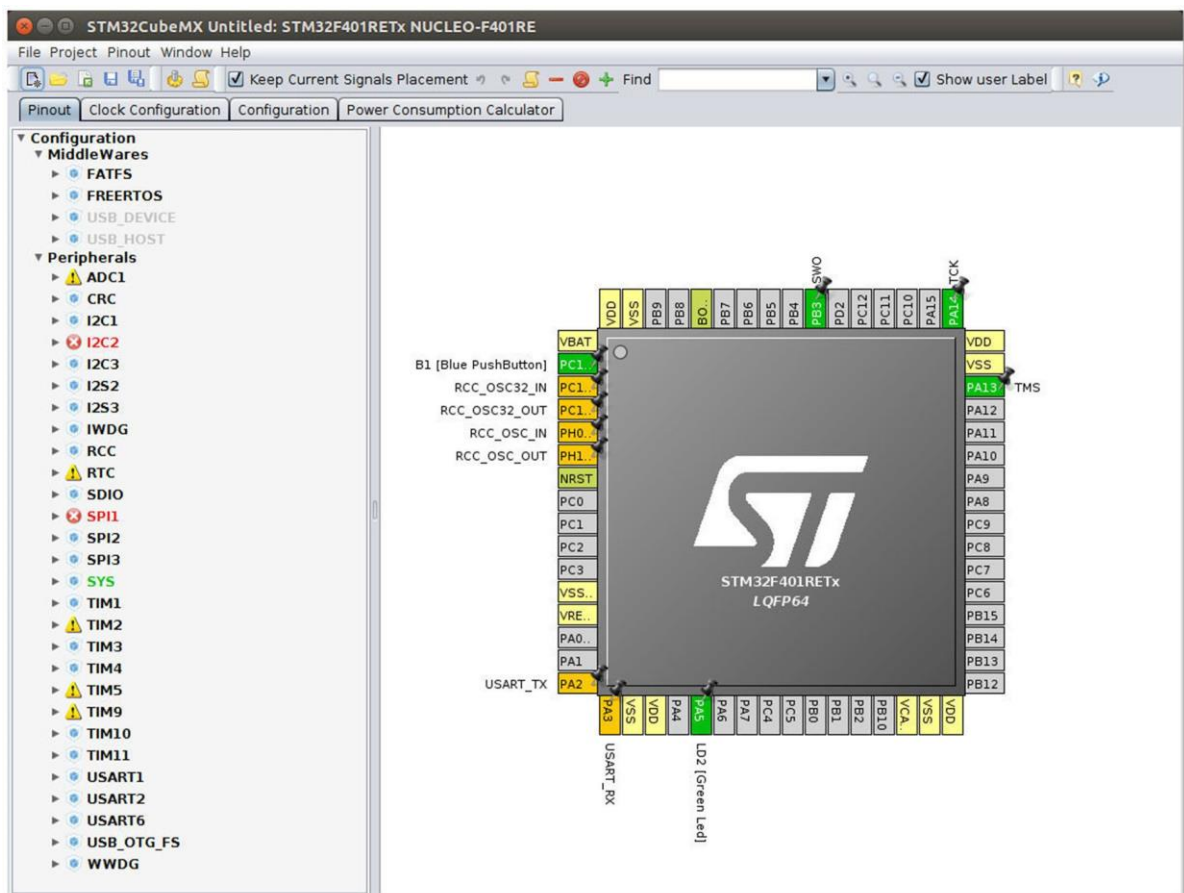 STM32CubeMX Untitled: STM32F401RETx NUCLEO-F401RE
File Project Pinout Window Help
Keep Current Signals Placement Find Show user Label
Pinout Clock Configuration Configuration Power Consumption Calculator
Configuration
MiddleWares
FATFS
FREERTOS
USB_DEVICE
USB_HOST
Peripherals
ADC1
CRC
I2C1
I2C2
I2C3
I2S2
I2S3
IWDG
RCC
RTC
SDIO
SPI1
SPI2
SPI3
SYS
TIM1
TIM2
TIM3
TIM4
TIM5
TIM9
TIM10
TIM11
USART1
USART2
USART6
USB_OTG_FS
WWDG
SWO TCK
VDD VSS PB9 PB8 BO.. PB7 PB6 PB5 PB4 PB3 PD2 PC12 PC11 PC10 PA15 PA14
VBAT
B1 [Blue PushButton] PC1..
RCC_OSC32_IN PC1..
RCC_OSC32_OUT PC1..
RCC_OSC_IN PH0..
RCC_OSC_OUT PH1..
NRST
PC0
PC1
PC2
PC3
VSS..
VRE..
PA0..
PA1
USART_TX PA2
ST
STM32F401RETx
LQFP64
VDD
VSS
PA13 TMS
PA12
PA11
PA10
PA9
PA8
PC9
PC8
PC7
PC6
PB15
PB14
PB13
PB12
PA3 VSS VDD PA4 PA5 PA6 PA7 PC4 PC5 PB0 PB1 PB2 PB10 VCA.. VSS VDD
USART_RX
LD2 [Green Led]